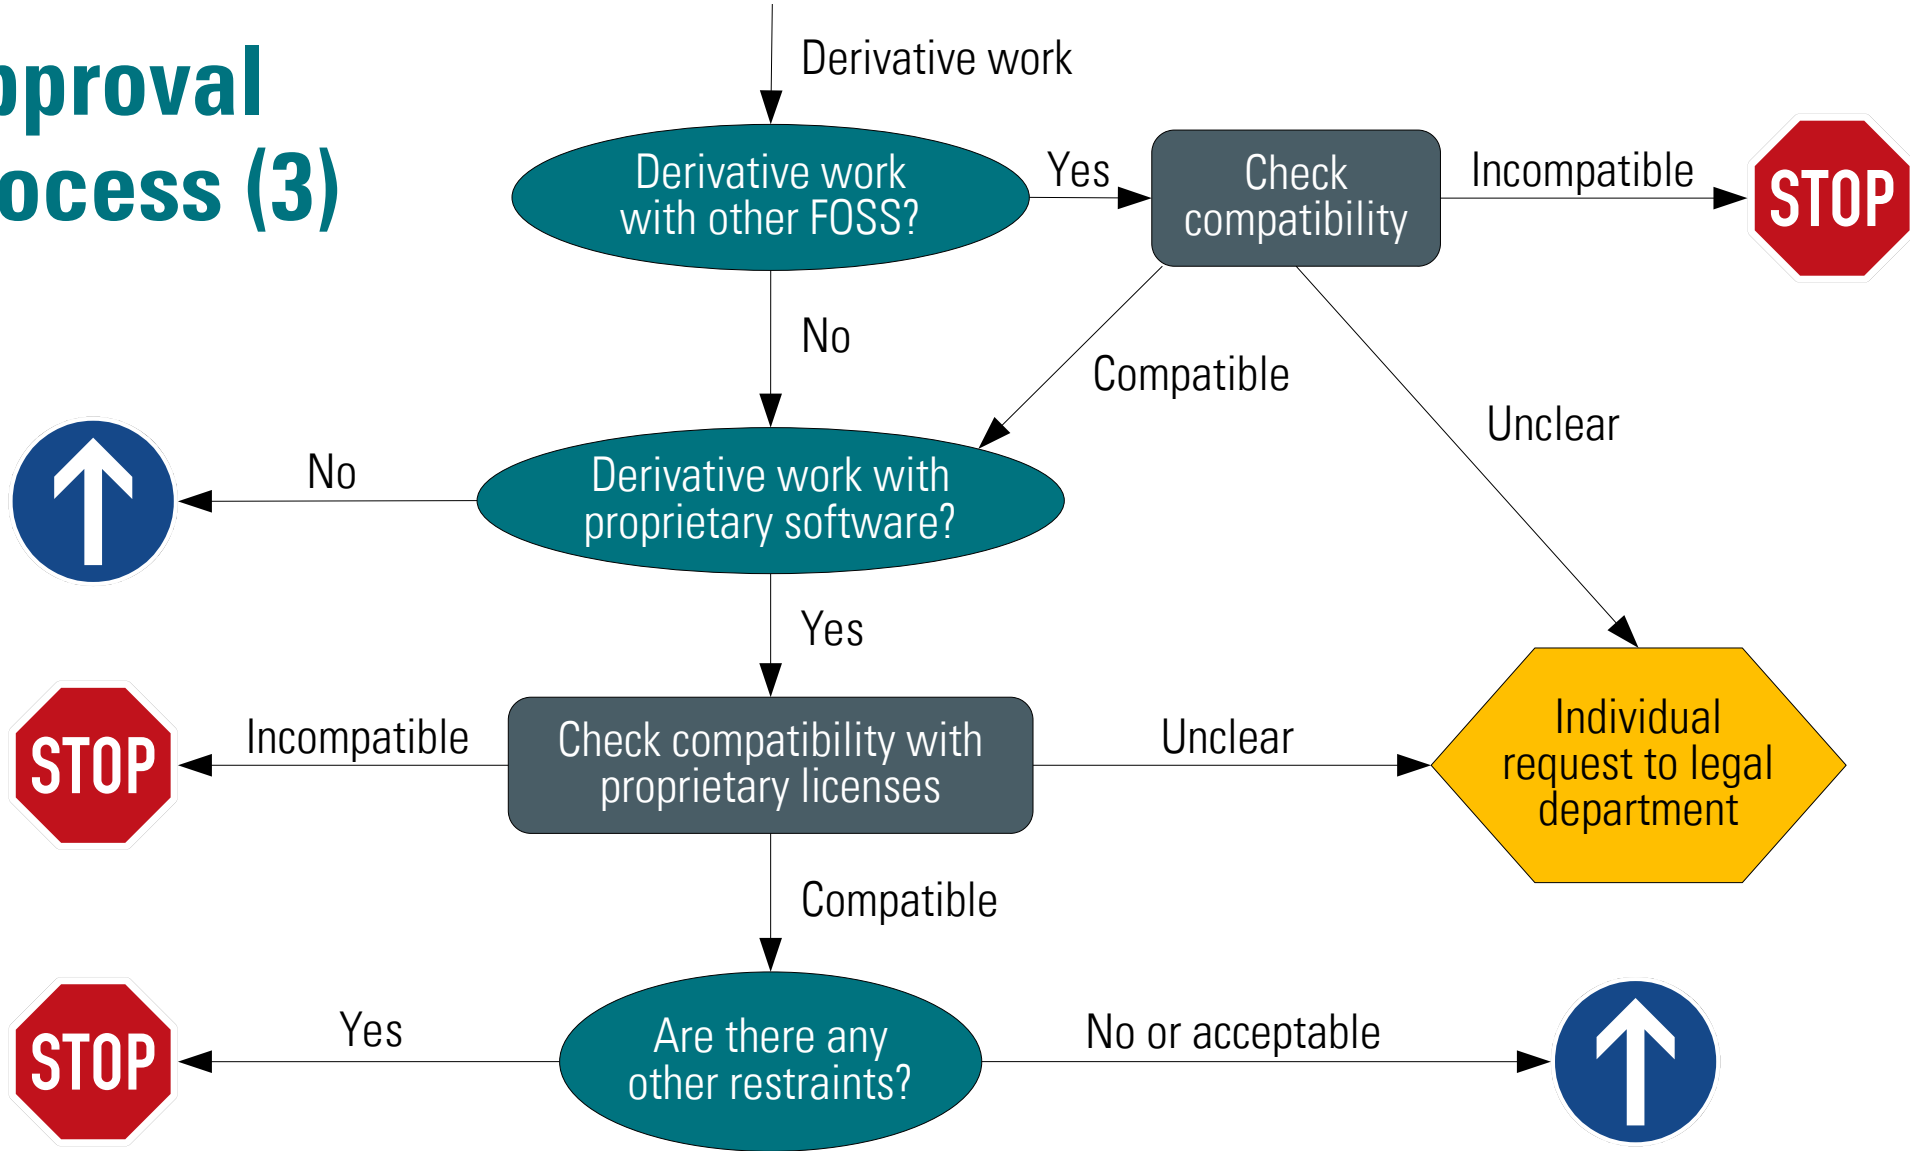 pproval
ocess (3)
Derivative work
Derivative work
with other FOSS?
Yes
Check
compatibility
Incompatible
STOP
No
Compatible
Unclear
No
Derivative work with
proprietary software?
Yes
STOP
Incompatible
Check compatibility with
proprietary licenses
Unclear
Individual
request to legal
department
Compatible
STOP
Yes
Are there any
other restraints?
No or acceptable